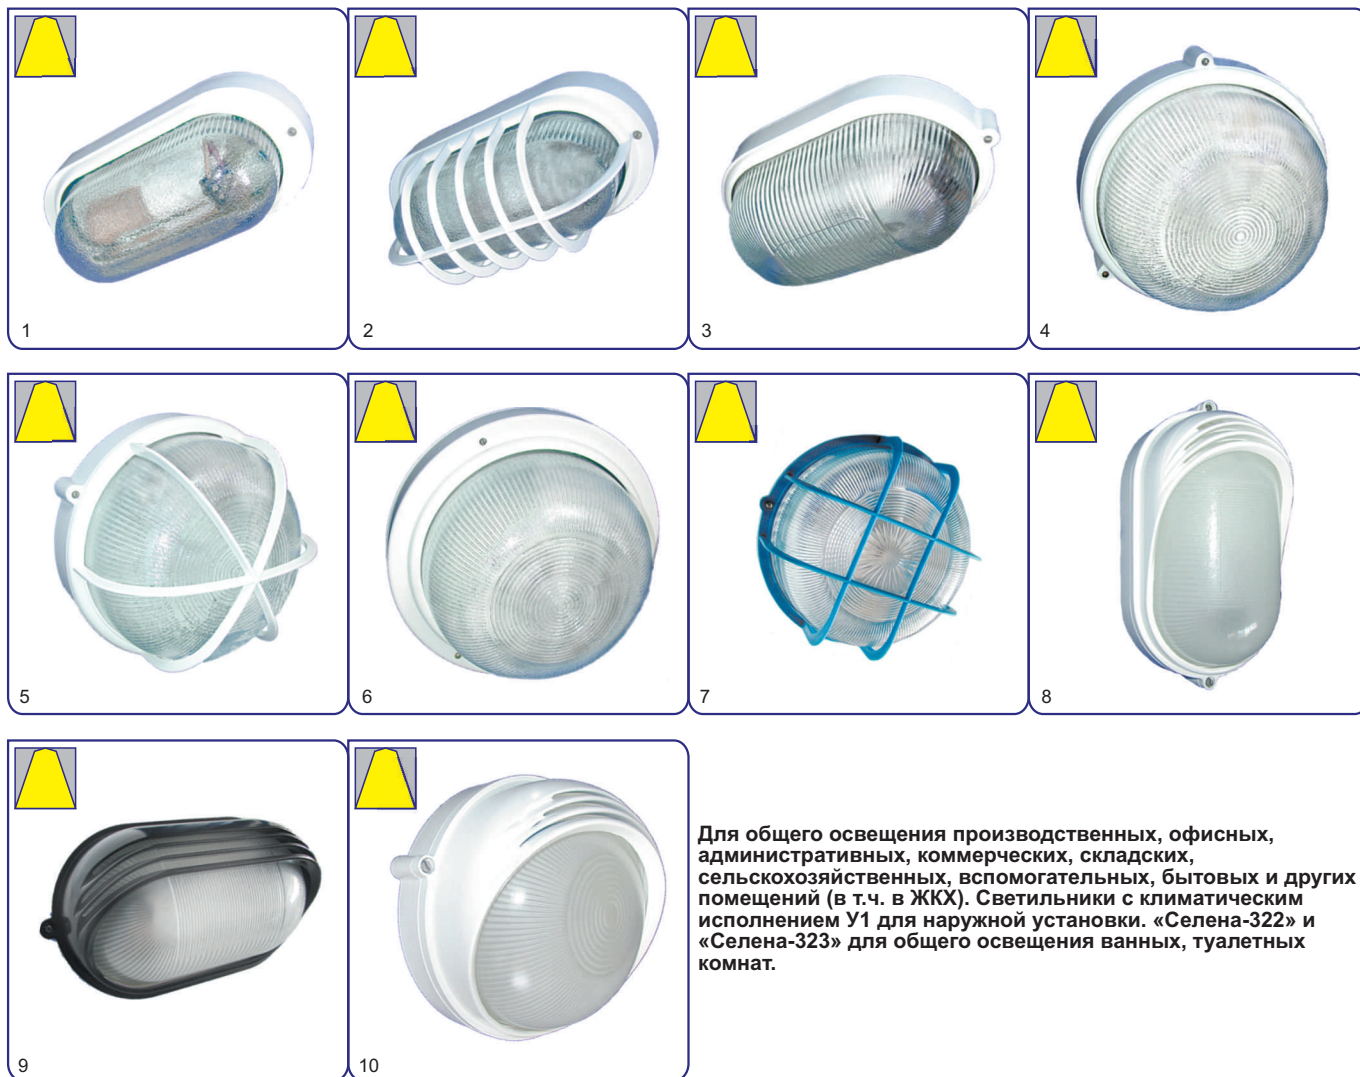 1
2
3
4
5
6
7
8
9
10
Для общего освещения производственных, офисных,
административных, коммерческих, складских,
сельскохозяйственных, вспомогательных, бытовых и других
помещений (в т.ч. в ЖКХ). Светильники с климатическим
исполнением У1 для наружной установки. «Селена-322» и
«Селена-323» для общего освещения ванных, туалетных
комнат.